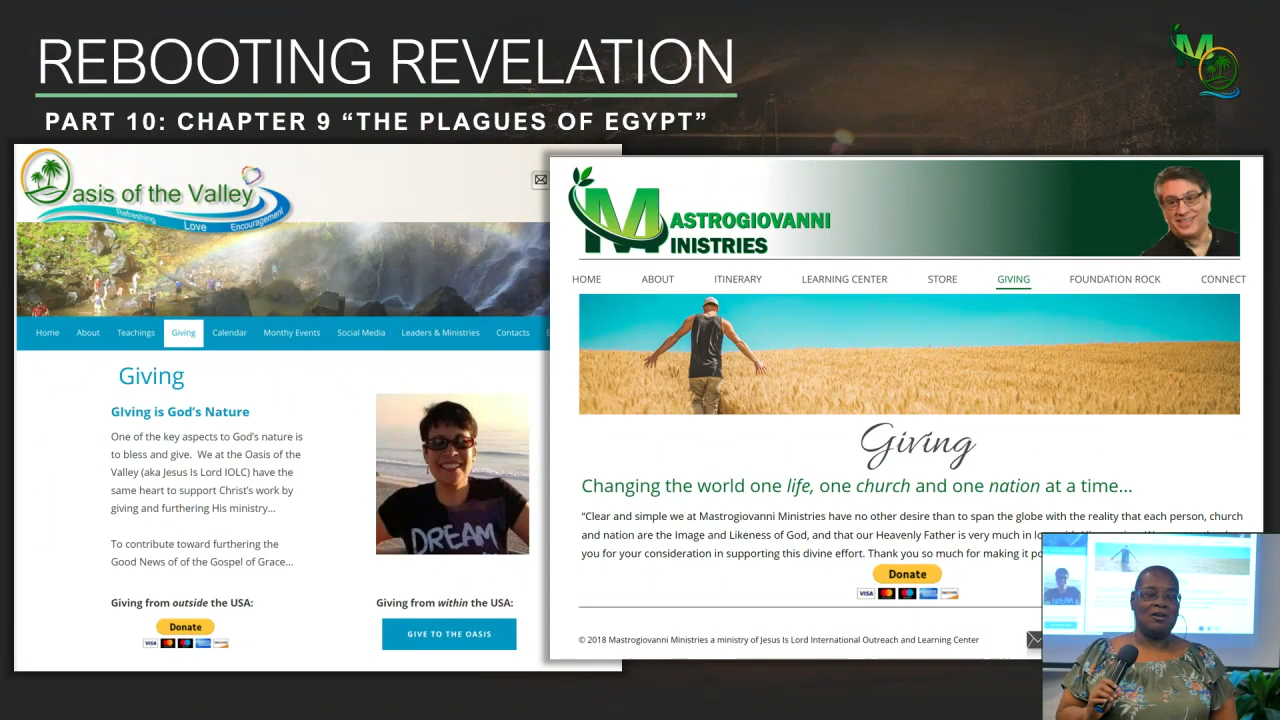 REBOOTING REVELATION
PART 10: CHAPTER 9 “THE PLAGUES OF EGYPT”
MO
Oasis of the Valley
Refreshing
Love
Encouragement
Home About Teachings Giving Calendar Monthy Events Social Media Leaders & Ministries Contacts
Giving
GIving is God’s Nature
One of the key aspects to God’s nature is
to bless and give. We at the Oasis of the
Valley (aka Jesus Is Lord IOLC) have the
same heart to support Christ’s work by
giving and furthering His ministry...
To contribute toward furthering the
Good News of of the Gospel of Grace...
DREAM
Giving from outside the USA:
Donate
VISA
Giving from within the USA:
GIVE TO THE OASIS
MASTROGIOVANNI
MINISTRIES
HOME ABOUT ITINERARY LEARNING CENTER STORE GIVING FOUNDATION ROCK CONNECT
Giving
Changing the world one life, one church and one nation at a time...
“Clear and simple we at Mastrogiovanni Ministries have no other desire than to span the globe with the reality that each person, church
and nation are the Image and Likeness of God, and that our Heavenly Father is very much in
you for your consideration in supporting this divine effort. Thank you so much for making it
Donate
VISA
© 2018 Mastrogiovanni Ministries a ministry of Jesus Is Lord International Outreach and Learning Center